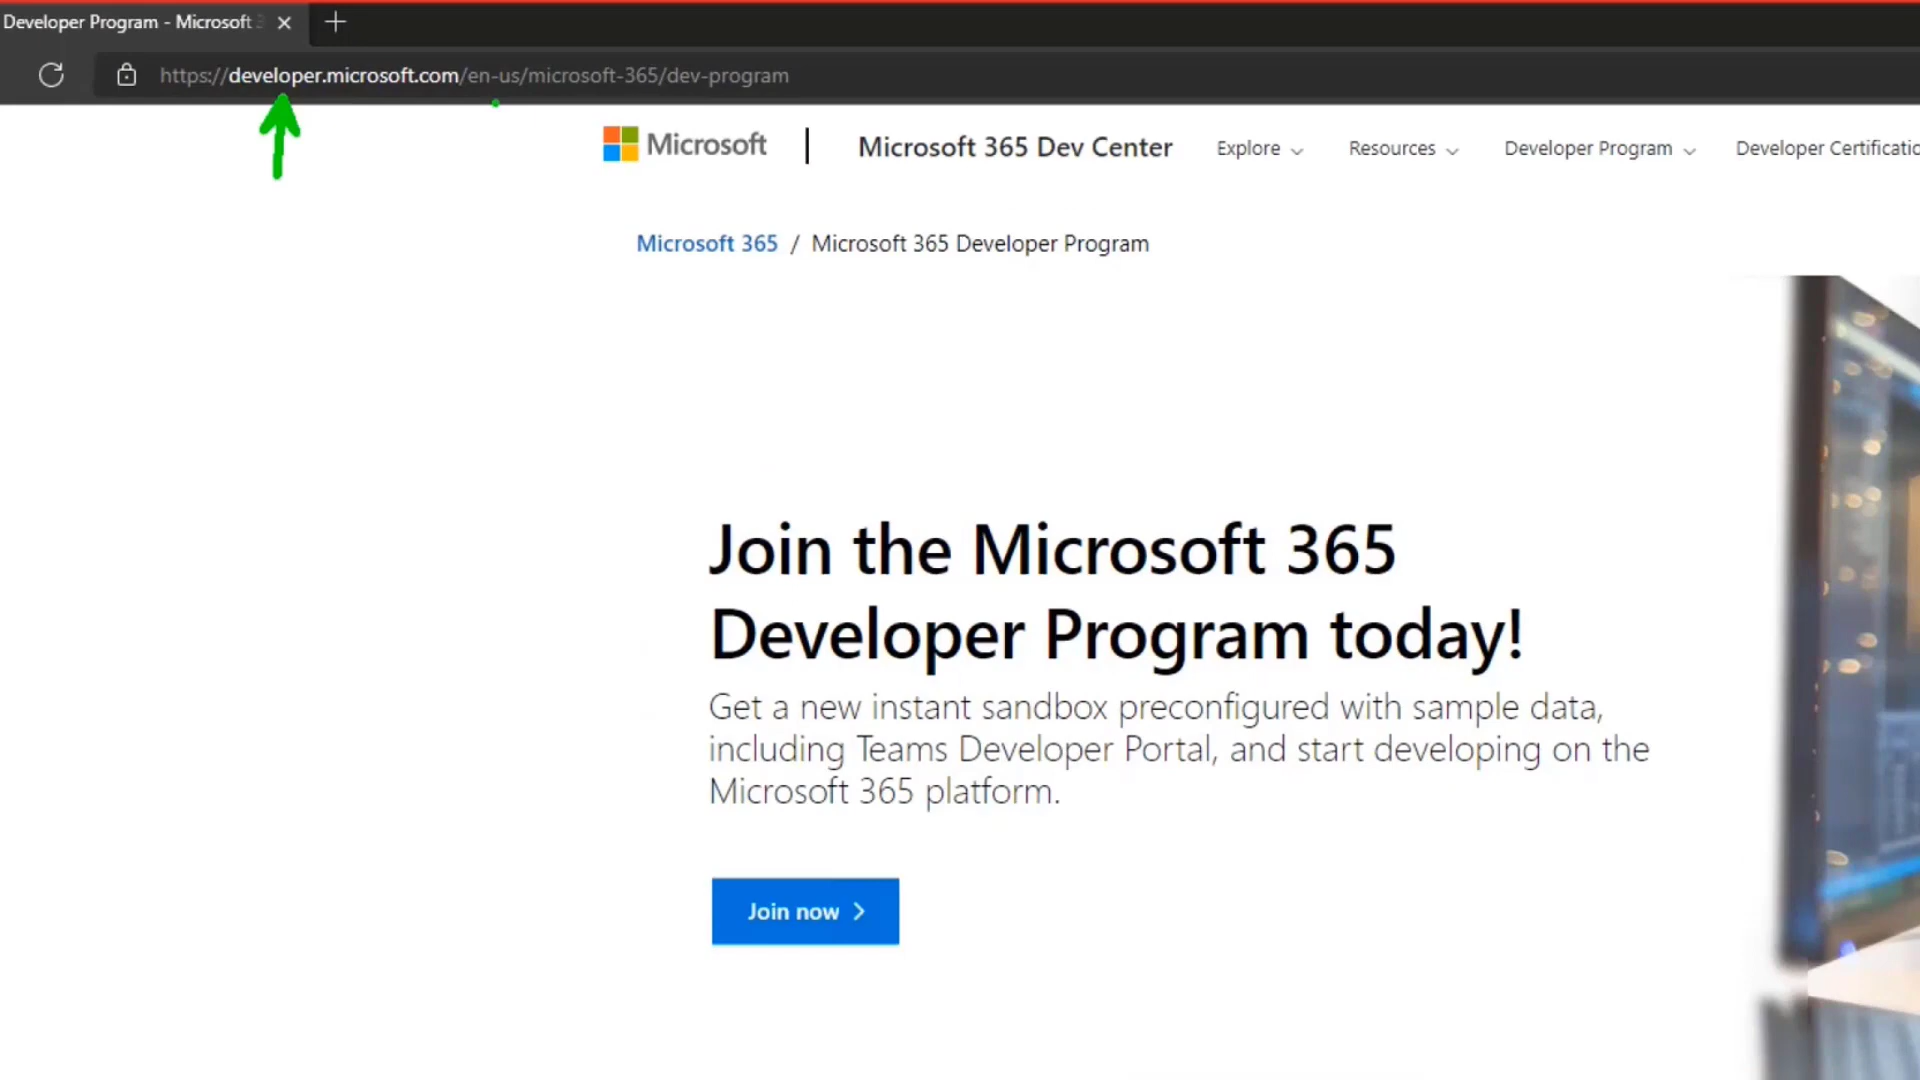 Developer Program - Microsoft
https://developer.microsoft.com/en-us/microsoft-365/dev-program
Microsoft
Microsoft 365 Dev Center
Explore
Resources
Developer Program
Developer Certificatio
Microsoft 365 / Microsoft 365 Developer Program
Join the Microsoft 365
Developer Program today!
Get a new instant sandbox preconfigured with sample data,
including Teams Developer Portal, and start developing on the
Microsoft 365 platform.
Join now